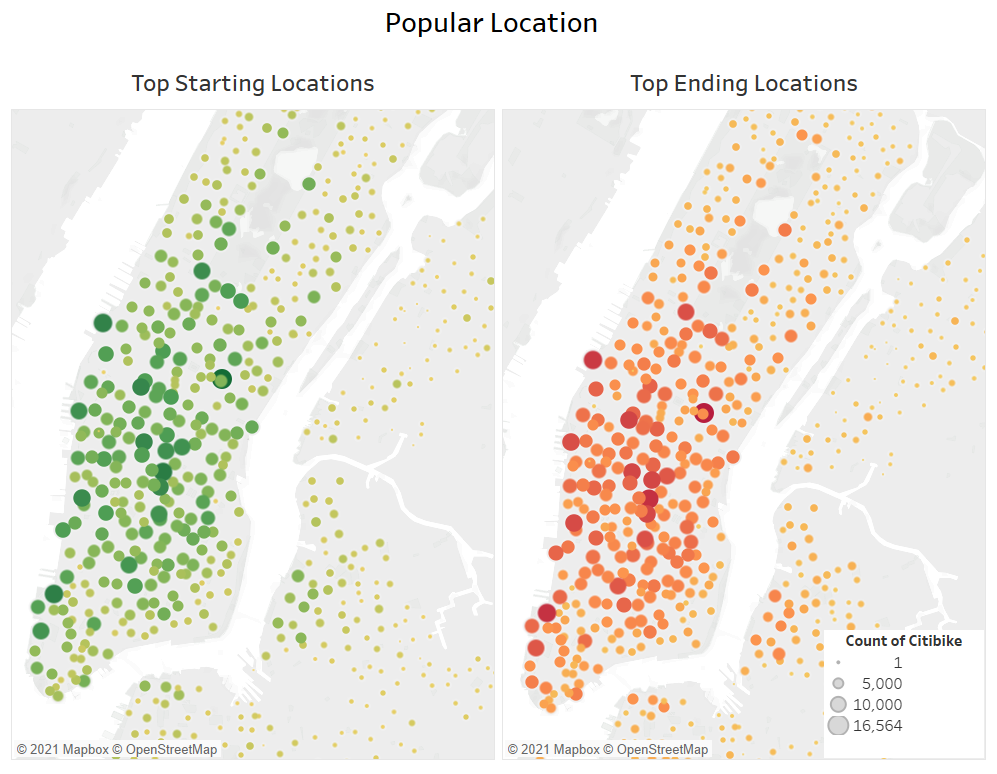 Popular Location
Top Starting Locations
Top Ending Locations
Count of Citibike
1
5,000
10,000
16,564
© 2021 Mapbox © OpenStreetMap
© 2021 Mapbox © OpenStreetMap